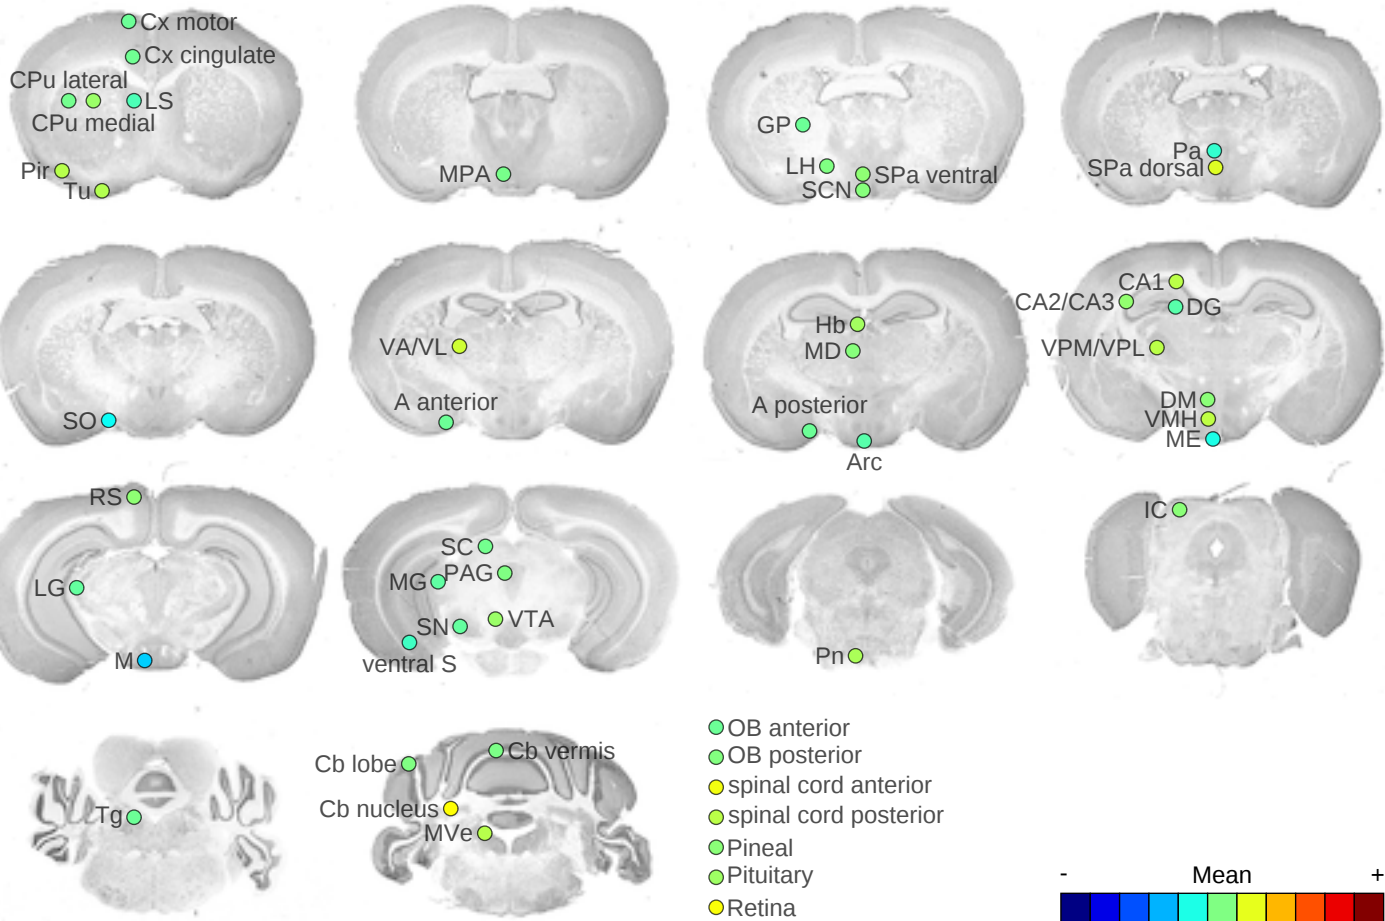 Cx motor
Cx cingulate
CPu lateral
LS
CPu medial
Pir
Tu
MPA
GP
LH
SPa ventral
SCN
Pa
SPa dorsal
SO
VA/VL
A anterior
Hb
MD
A posterior
Arc
CA1
CA2/CA3
DG
VPM/VPL
DM
VMH
ME
RS
LG
M
SC
MG
PAG
SN
VTA
ventral S
Pn
IC
Tg
Cb lobe
Cb vermis
Cb nucleus
MVe
OB anterior
OB posterior
spinal cord anterior
spinal cord posterior
Pineal
Pituitary
Retina
- Mean +